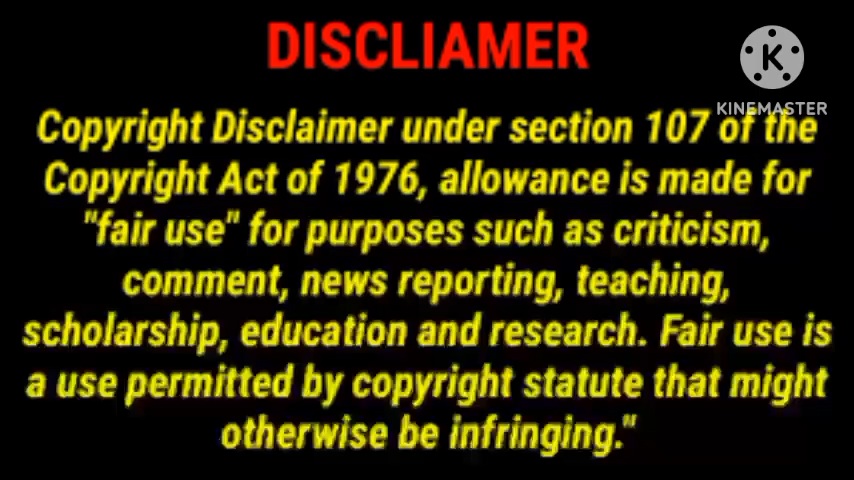 DISCLIAMER
K
KINEMASTER
Copyright Disclaimer under section 107 of the
Copyright Act of 1976, allowance is made for
"fair use" for purposes such as criticism,
comment, news reporting, teaching,
scholarship, education and research. Fair use is
a use permitted by copyright statute that might
otherwise be infringing."